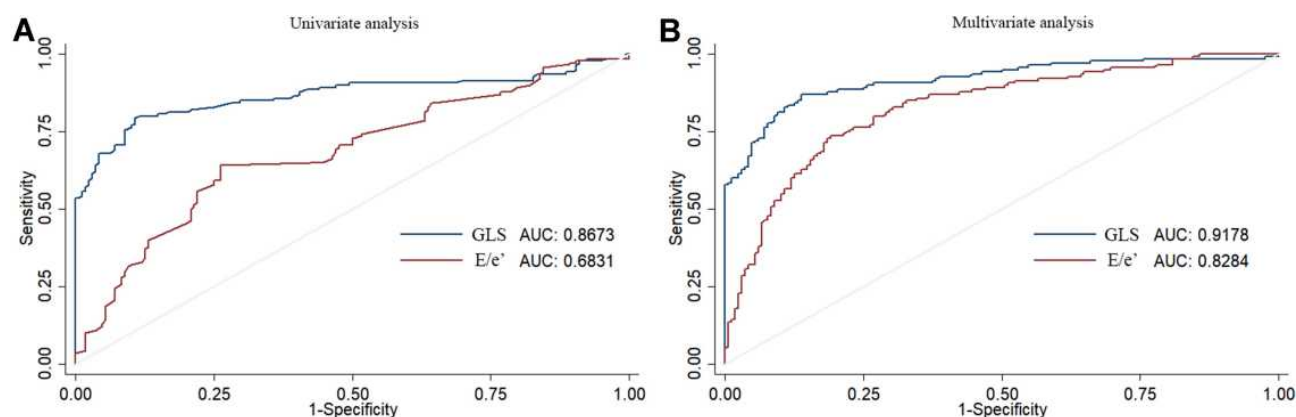 A
Univariate analysis
1.00
0.75
0.50
0.25
0.00
Sensitivity
GLS AUC: 0.8673
E/e’ AUC: 0.6831
0.00 0.25 0.50 0.75 1.00
1-Specificity
B
Multivariate analysis
1.00
0.75
0.50
0.25
0.00
Sensitivity
GLS AUC: 0.9178
E/e’ AUC: 0.8284
0.00 0.25 0.50 0.75 1.00
1-Specificity